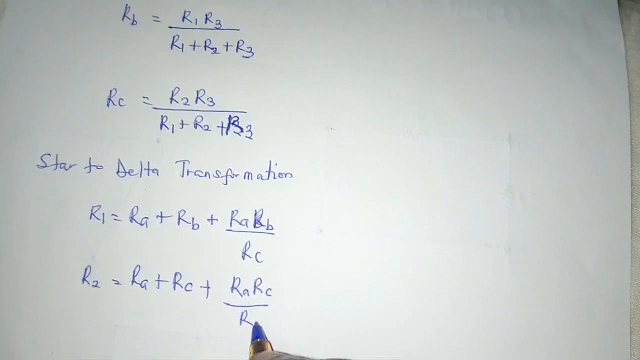 Rb = R1 R3 / R1 + R2 + R3
Rc = R2 R3 / R1 + R2 + R3
Star to Delta Transformation
R1 = Ra + Rb + Ra Rb / Rc
R2 = Ra + Rc + Ra Rc / R